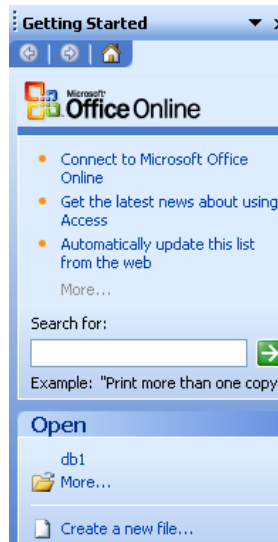 Getting Started
Microsoft
Office Online
Connect to Microsoft Office
Online
Get the latest news about using
Access
Automatically update this list
from the web
More...
Search for:
Example: "Print more than one copy
Open
db1
More...
Create a new file...